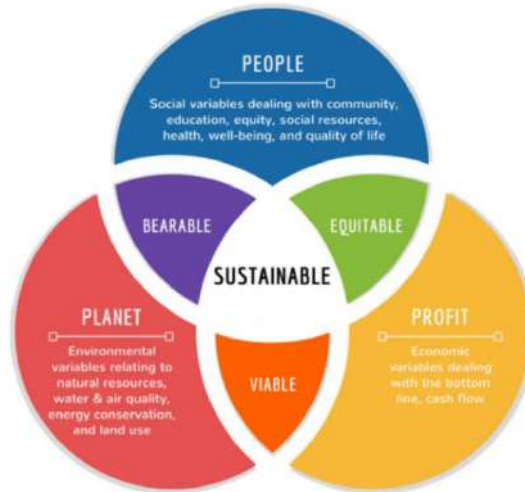 PEOPLE
Social variables dealing with community,
education, equity, social resources,
health, well-being, and quality of life
BEARABLE
EQUITABLE
SUSTAINABLE
PLANET
Environmental
variables relating to
natural resources,
water & air quality,
energy conservation,
and land use
PROFIT
Economic
variables dealing
with the bottom
line, cash flow
VIABLE